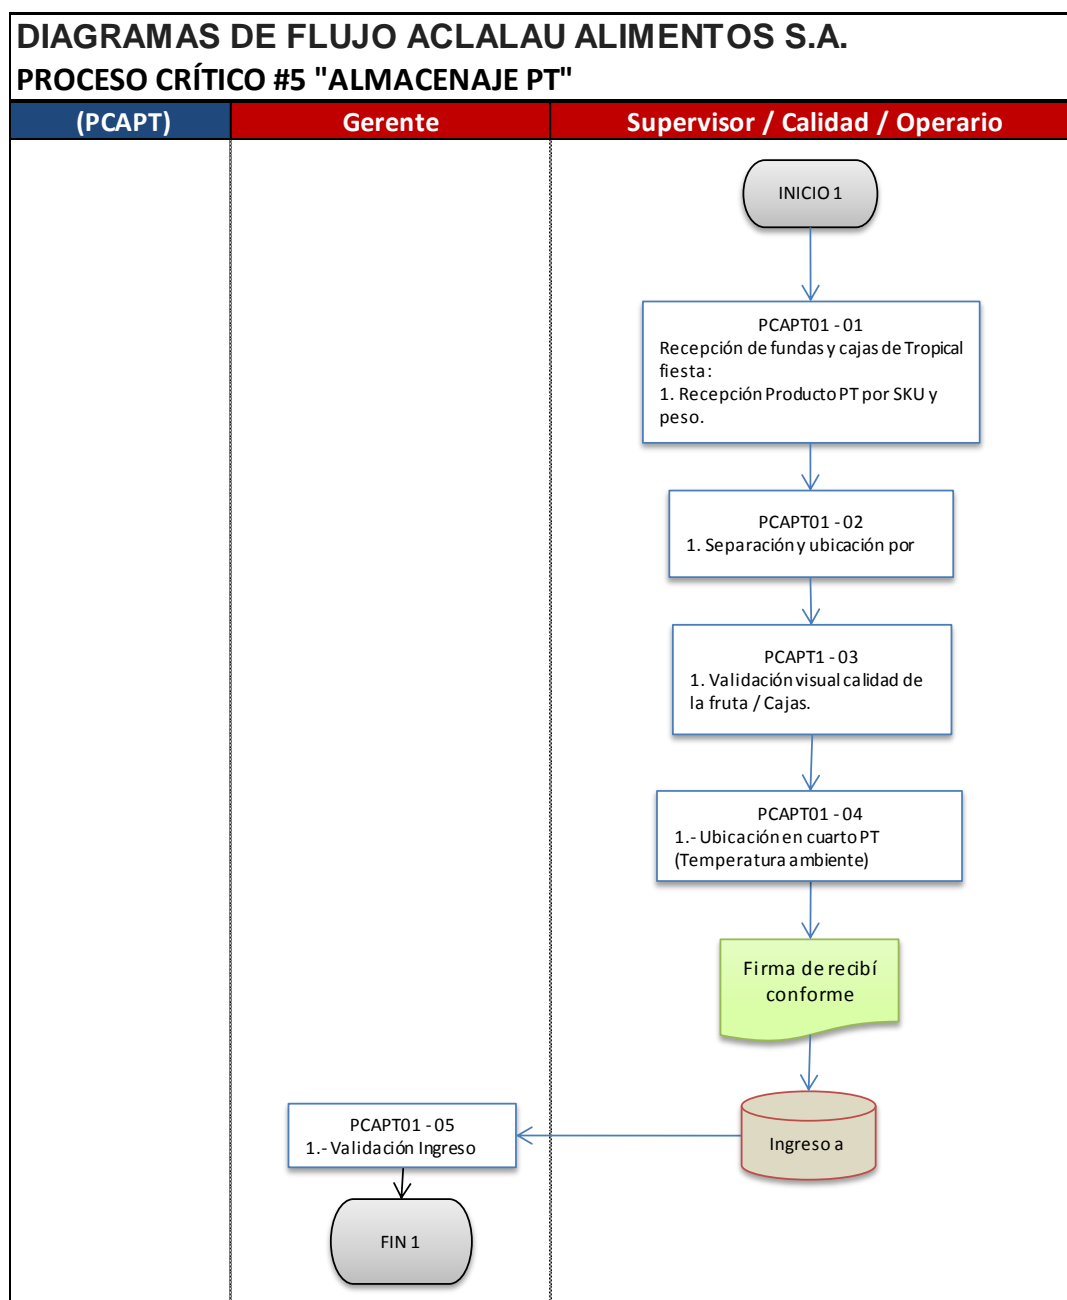 DIAGRAMAS DE FLUJO ACLALAU ALIMENTOS S.A.
PROCESO CRÍTICO #5 "ALMACENAJE PT"
(PCAPT)
Gerente
Supervisor / Calidad / Operario
INICIO 1
PCAPT01 - 01
Recepción de fundas y cajas de Tropical
fiesta:
1. Recepción Producto PT por SKU y
peso.
PCAPT01 - 02
1. Separación y ubicación por
PCAPT1 - 03
1. Validación visual calidad de
la fruta / Cajas.
PCAPT01 - 04
1.- Ubicación en cuarto PT
(Temperatura ambiente)
Firma de recibí
conforme
Ingreso a
PCAPT01 - 05
1.- Validación Ingreso
FIN 1